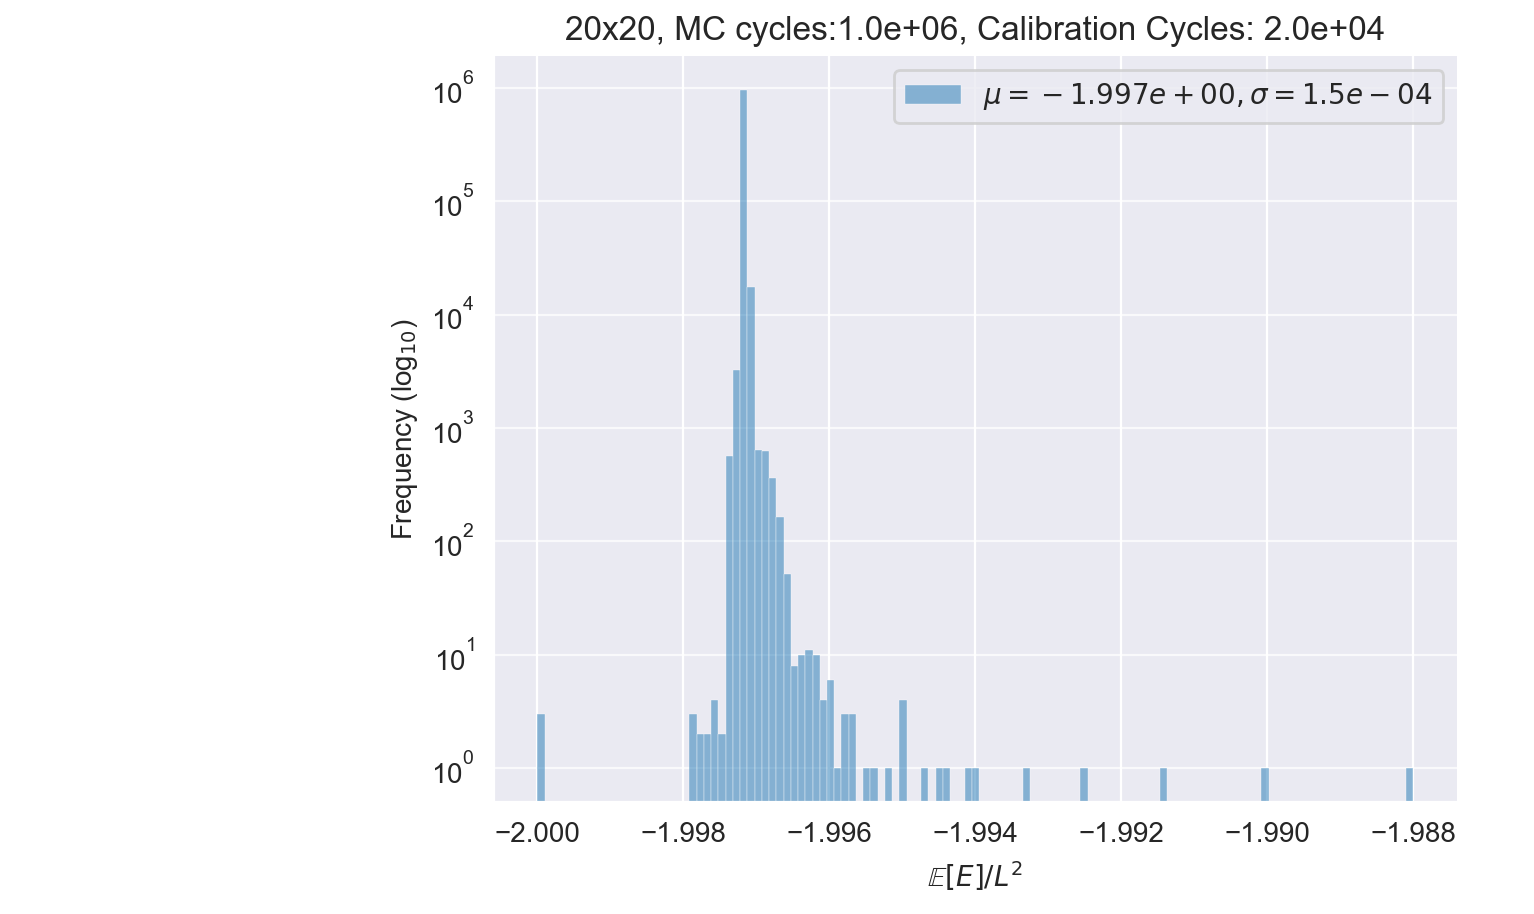 20x20, MC cycles:1.0e+06, Calibration Cycles: 2.0e+04
μ = −1.997e + 00, σ = 1.5e − 04
10⁶
10⁵
10⁴
10³
10²
10¹
10⁰
Frequency (log₁₀)
−2.000 −1.998 −1.996 −1.994 −1.992 −1.990 −1.988
𝔼[E]/L²